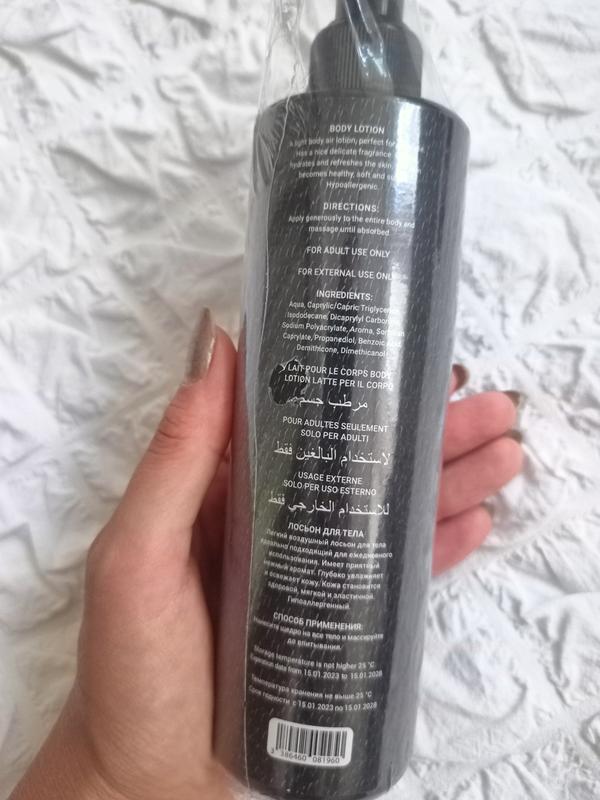 BODY LOTION
light body air lotion, perfect for
Has a nice delicate fragrance
hydrates and refreshes the skin
becomes healthy, soft and
Hypoallergenic.
DIRECTIONS:
Apply generously to the entire body and
massage until absorbed.
FOR ADULT USE ONLY
FOR EXTERNAL USE ONLY
INGREDIENTS:
Aqua, Caprylic/Capric
Isododecane, Dicaprylyl
Sodium Polyacrylate, Aroma,
Caprylate, Propanediol, Benzoic
Demithicone, Dimethicanol
LAIT POUR LE CORPS BODY
LOTION LATTE PER IL CORPO
مرطب جسم
POUR ADULTES SEULEMENT
SOLO PER ADULTI
لاستخدام البالغين فقط
USAGE EXTERNE
SOLO PER USO ESTERNO
للاستخدام الخارجي فقط
ЛОСЬОН ДЛЯ ТЕЛА
Легкий воздушный лосьон для тела
идеально подходящий для ежедневного
использования. Имеет приятный
нежный аромат. Глубоко увлажняет
и освежает кожу. Кожа становится
здоровой, мягкой и эластичной.
Гипоаллергенный.
СПОСОБ ПРИМЕНЕНИЯ:
Нанесите щедро на все тело и массируйте
до впитывания.
Storage temperature is not higher 25 °C.
Expiration date from 15.01.2023 to 15.01.2028
Температура хранения не выше 25 °C
Срок годности с 15.01.2023 по 15.01.2028
3 386460 081960